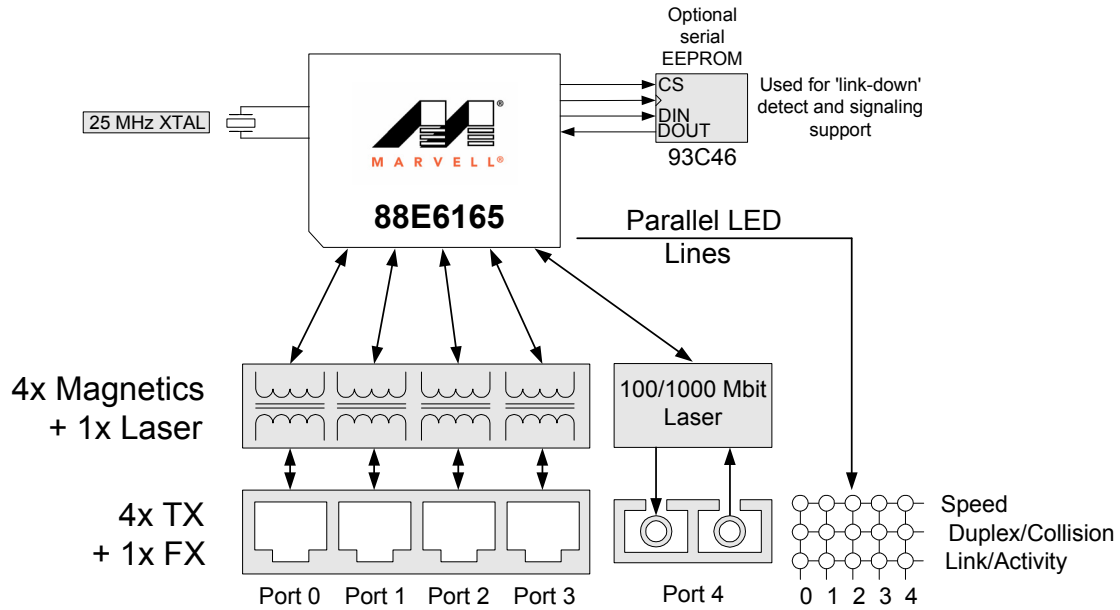 Optional
serial
EEPROM
CS
DIN
DOUT
93C46
Used for 'link-down'
detect and signaling
support
25 MHz XTAL
MARVELL®
88E6165
Parallel LED
Lines
4x Magnetics
+ 1x Laser
100/1000 Mbit
Laser
4x TX
+ 1x FX
Speed
Duplex/Collision
Link/Activity
Port 0 Port 1 Port 2 Port 3 Port 4 0 1 2 3 4